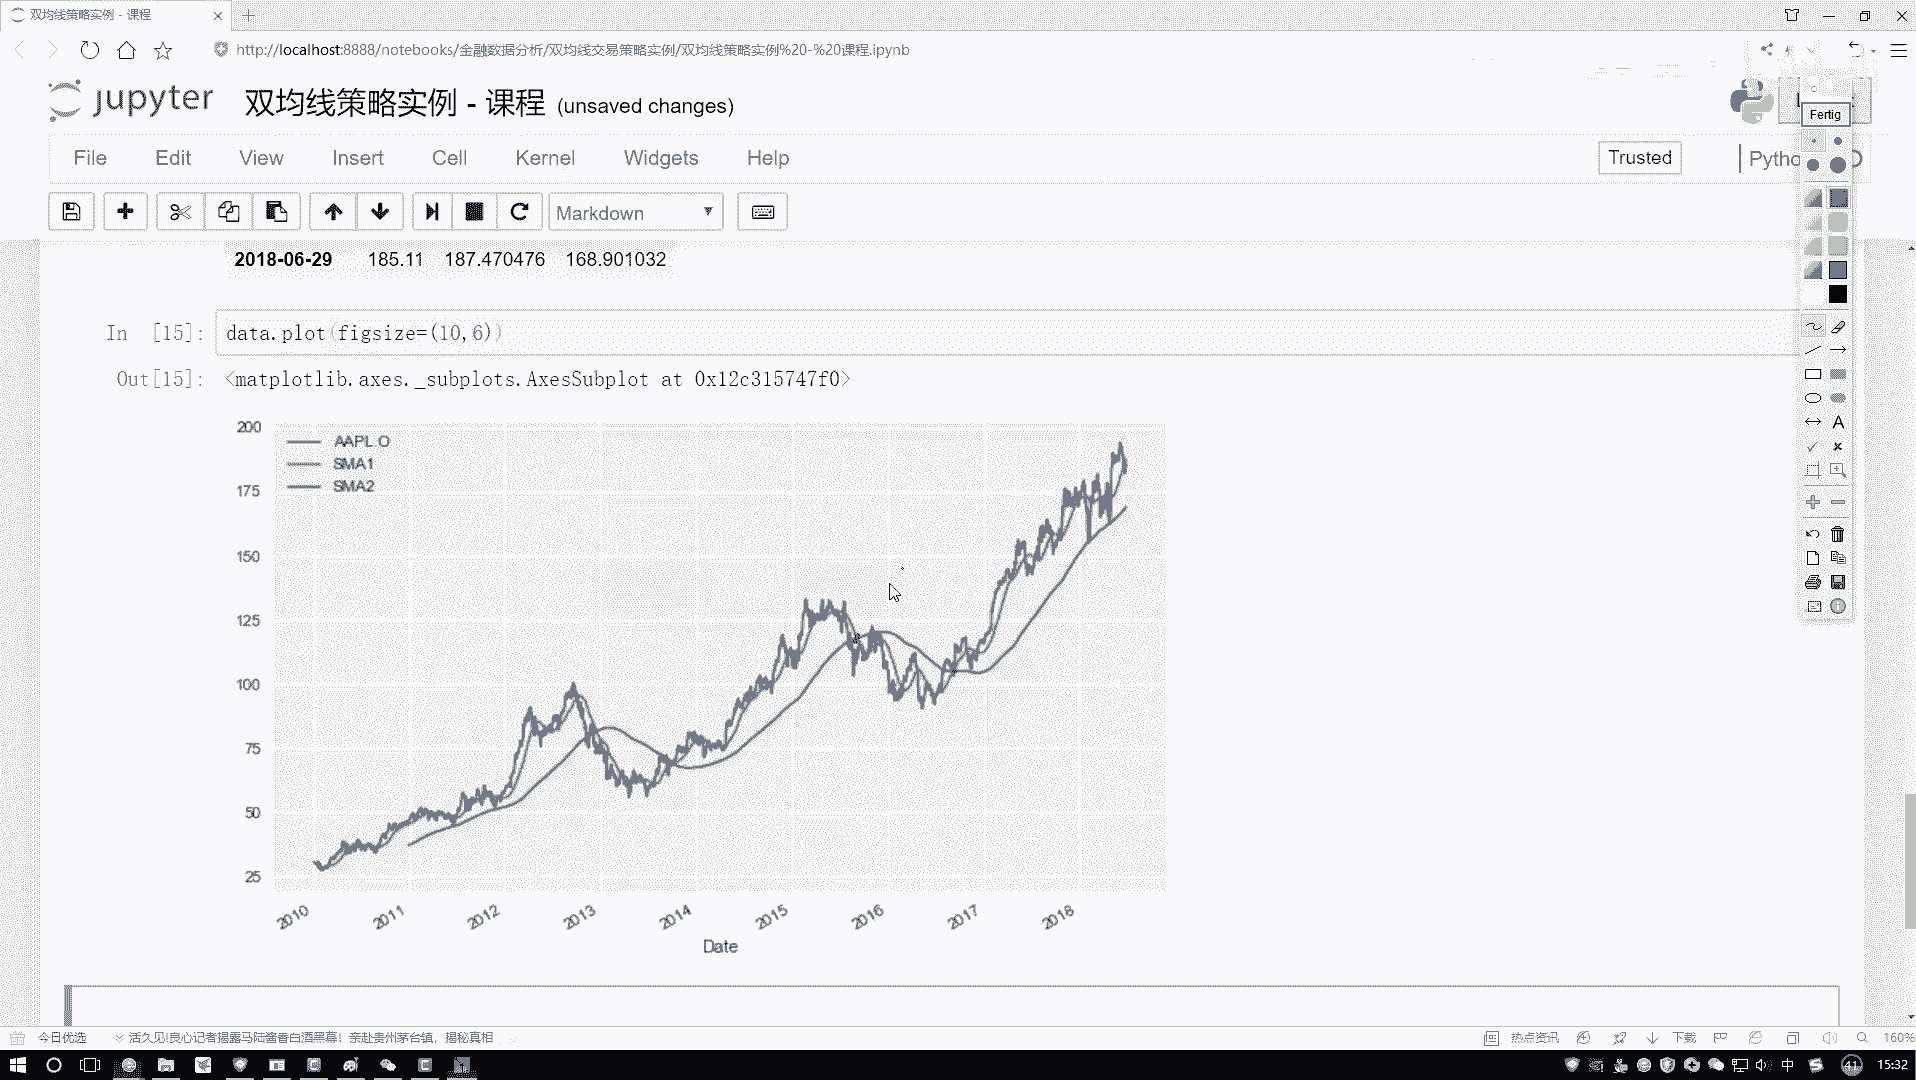 双均线策略实例 - 课程
http://localhost:8888/notebooks/金融数据分析/双均线交易策略实例/双均线策略实例%20-%20课程.ipynb
jupyter 双均线策略实例 - 课程 (unsaved changes)
Fertig
File Edit View Insert Cell Kernel Widgets Help
Trusted
Markdown
2018-06-29 185.11 187.470476 168.901032
In [15]: data.plot(figsize=(10,6))
Out[15]: <matplotlib.axes._subplots.AxesSubplot at 0x12c315747f0>
AAPL.O
SMA1
SMA2
200
175
150
125
100
75
50
25
2010 2011 2012 2013 2014 2015 2016 2017 2018
Date
今日优选 活久见!良心记者揭露马陆酱香白酒黑幕! 亲赴贵州茅台镇, 揭秘真相 热点资讯 下载 160%
中 41 15:32